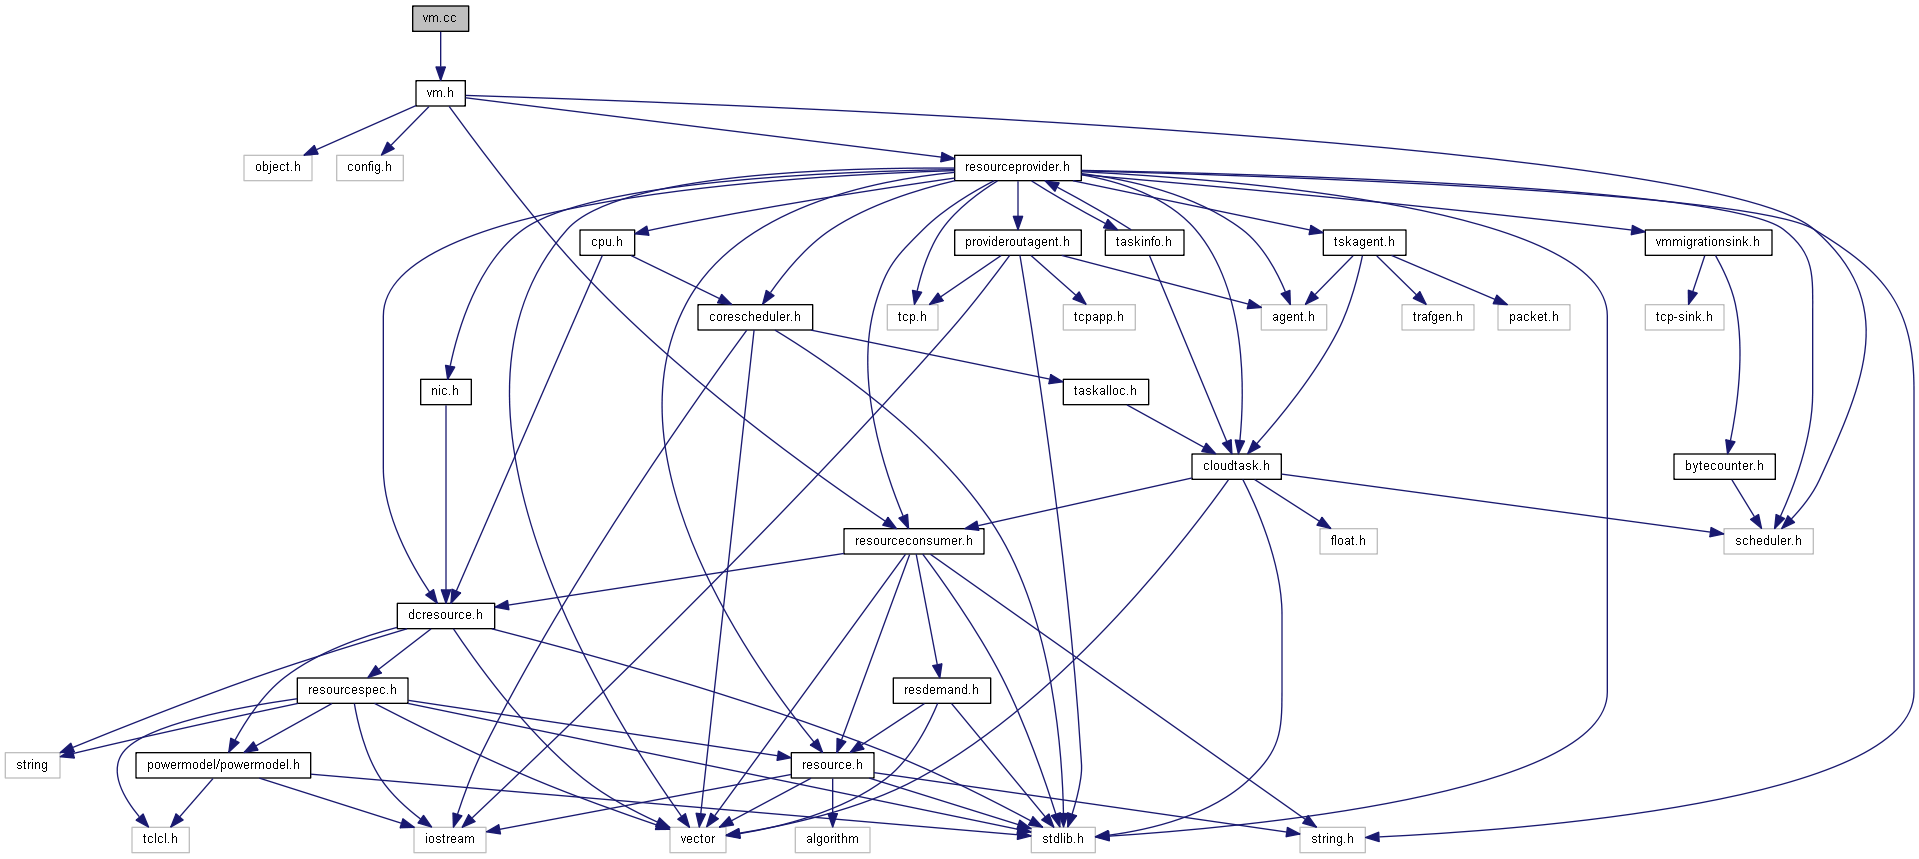 vm.cc
vm.h
object.h
config.h
resourceprovider.h
cpu.h
provideroutagent.h
taskinfo.h
tskagent.h
vmmigrationsink.h
corescheduler.h
tcp.h
tcpapp.h
agent.h
trafgen.h
packet.h
tcp-sink.h
nic.h
taskalloc.h
cloudtask.h
bytecounter.h
resourceconsumer.h
float.h
scheduler.h
dcresource.h
resourcespec.h
resdemand.h
string
powermodel/powermodel.h
resource.h
tclcl.h
iostream
vector
algorithm
stdlib.h
string.h